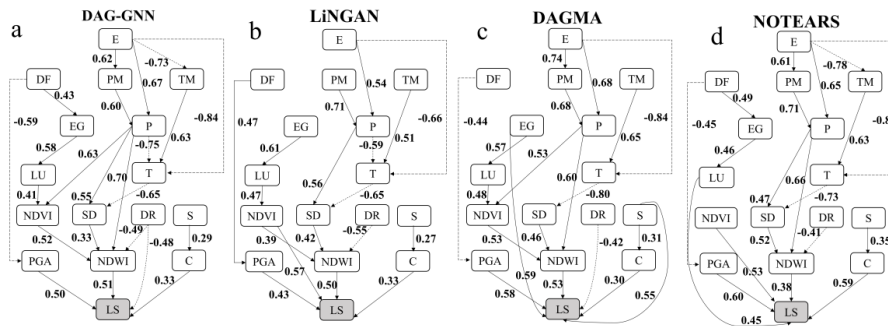 a DAG-GNN
E
-0.73
0.62
DF PM 0.67 TM
0.43
0.60
-0.59 EG P -0.84
-0.75 0.63
0.58
0.63
LU 0.70 T
0.41 0.55 -0.65
NDVI SD DR S
0.52 0.33 -0.49 0.29
-0.48
PGA NDWI C
0.50 0.51 0.33
LS
b LiNGAN
E
0.54
DF PM TM
0.71
0.47 EG P -0.66
0.61 -0.59 0.51
LU T
0.47 0.56 -0.65
NDVI SD DR S
0.39 0.42 -0.55 0.27
PGA NDWI C
0.57
0.43 0.50 0.33
LS
c DAGMA
E
0.74
DF PM 0.68 TM
0.68
-0.44 EG P -0.84
0.57 0.53 0.65
LU 0.60 T
0.48 -0.80
NDVI SD DR S
0.53 0.46 -0.42 0.31
PGA NDWI C
0.59
0.58 0.53 0.30 0.55
LS
d NOTEARS
E
0.61 -0.78
DF PM 0.65 TM
0.49 0.71
-0.45 EG P -0.8
0.46 0.63
LU 0.66 T
0.47 -0.73
NDVI SD DR S
0.52 -0.41 0.35
PGA NDWI C
0.53
0.60 0.38 0.59
0.45 LS